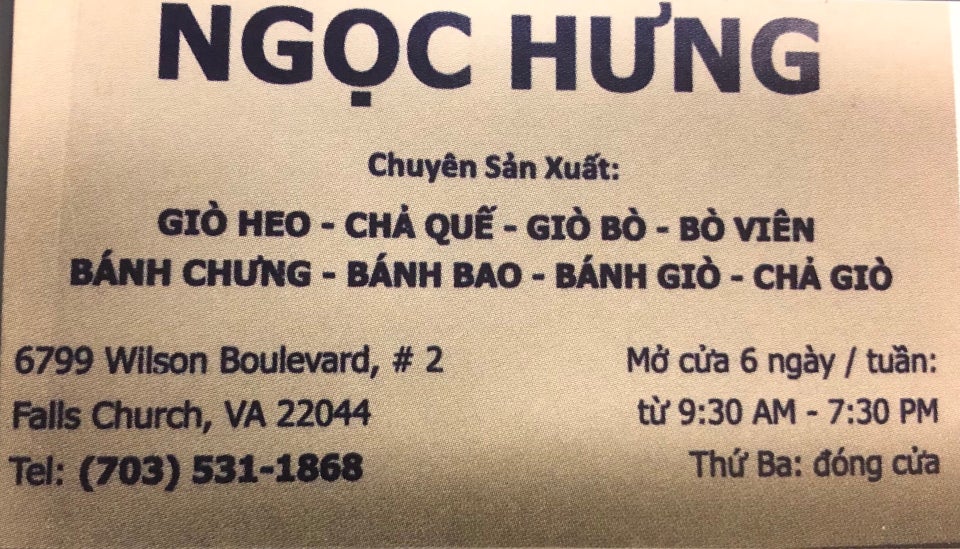 NGỌC HƯNG
Chuyên Sản Xuất:
GIÒ HEO - CHẢ QUẾ - GIÒ BÒ - BÒ VIÊN
BÁNH CHƯNG - BÁNH BAO - BÁNH GIÒ - CHẢ GIÒ
6799 Wilson Boulevard, # 2
Falls Church, VA 22044
Tel: (703) 531-1868
Mở cửa 6 ngày / tuần:
từ 9:30 AM - 7:30 PM
Thứ Ba: đóng cửa